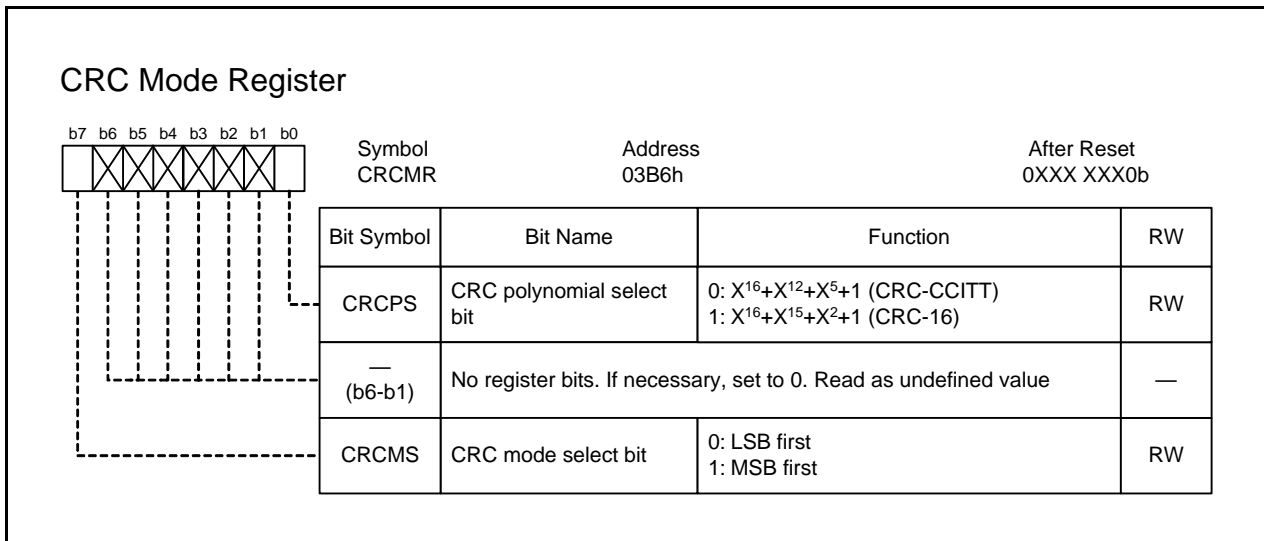 CRC Mode Register
b7 b6 b5 b4 b3 b2 b1 b0
Symbol Address After Reset
CRCMR 03B6h 0XXX XXX0b
Bit Symbol Bit Name Function RW
CRCPS CRC polynomial select bit 0: X¹⁶+X¹²+X⁵+1 (CRC-CCITT) RW
1: X¹⁶+X¹⁵+X²+1 (CRC-16)
— (b6-b1) No register bits. If necessary, set to 0. Read as undefined value —
CRCMS CRC mode select bit 0: LSB first RW
1: MSB first